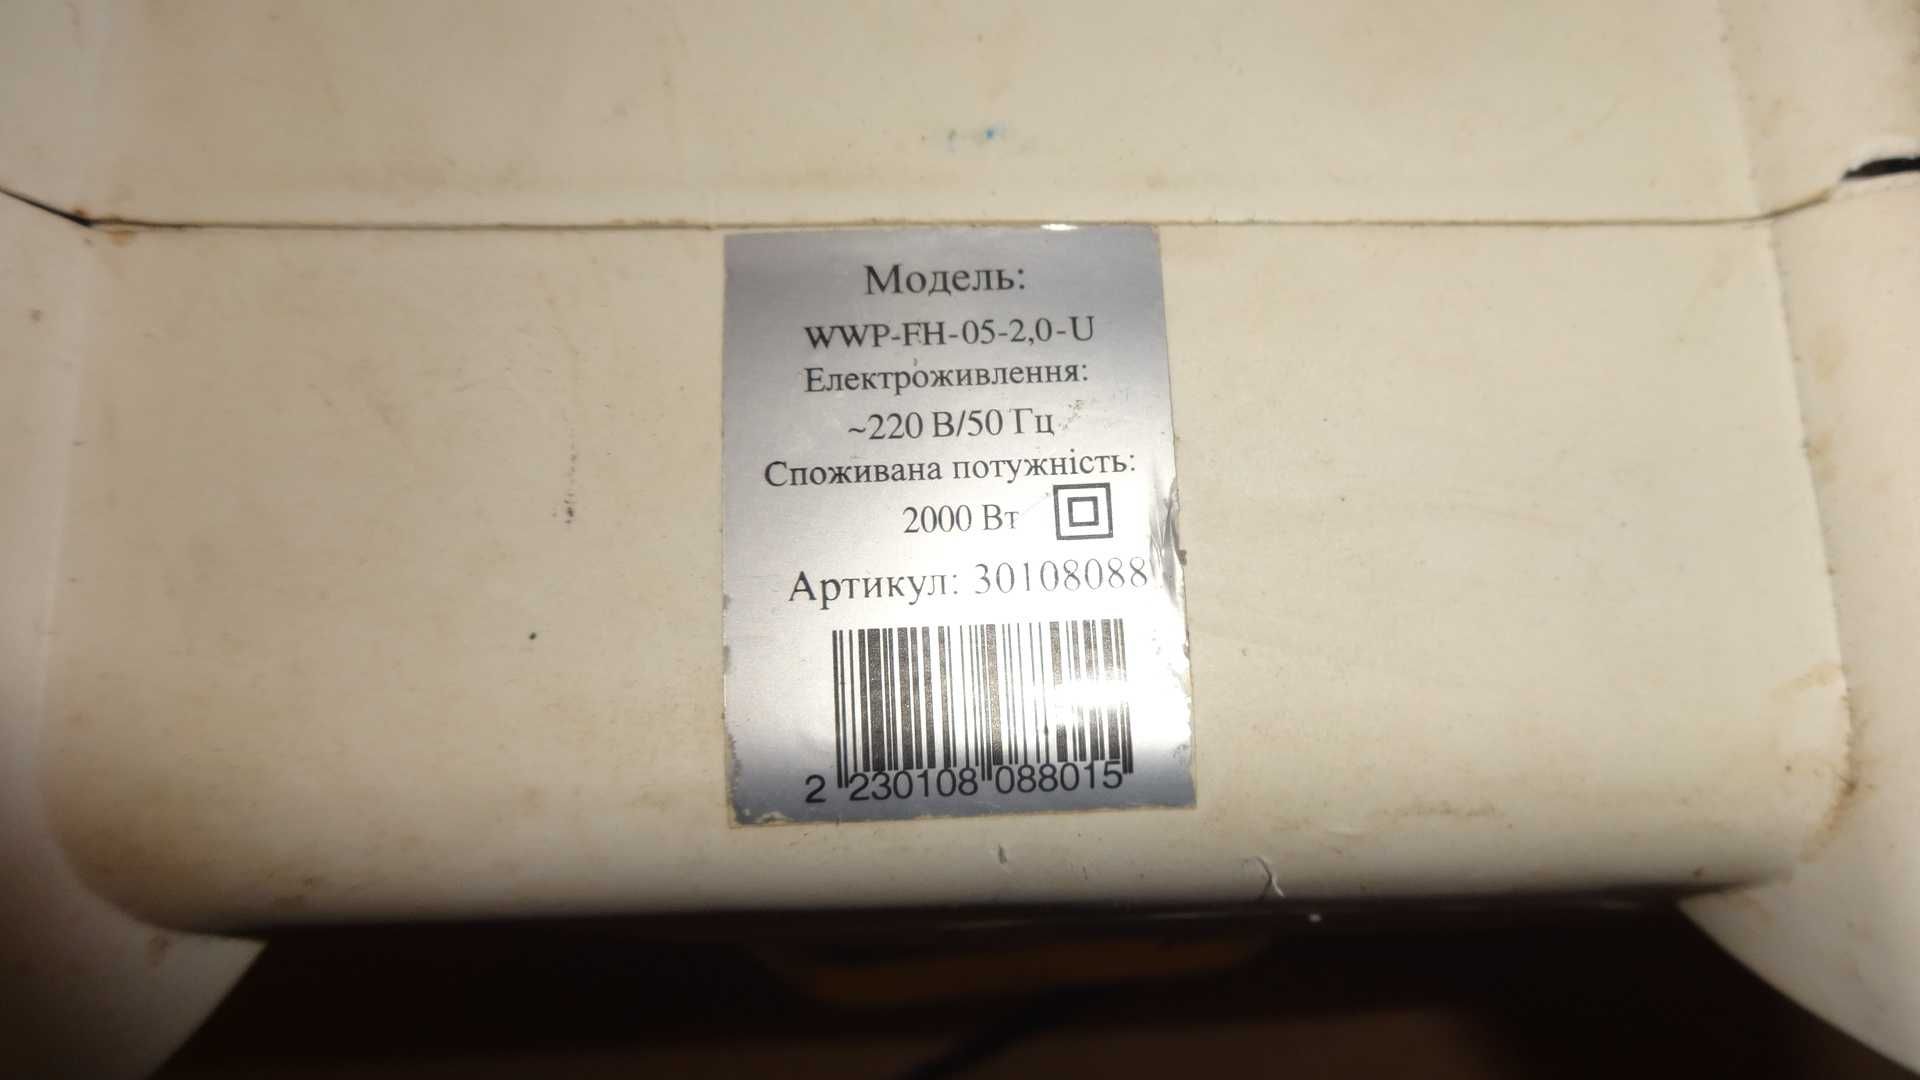 Модель:
WWP-FH-05-2,0-U
Електроживлення:
~220 В/50 Гц
Споживана потужність:
2000 Вт
Артикул: 30108088
2 230108 088015